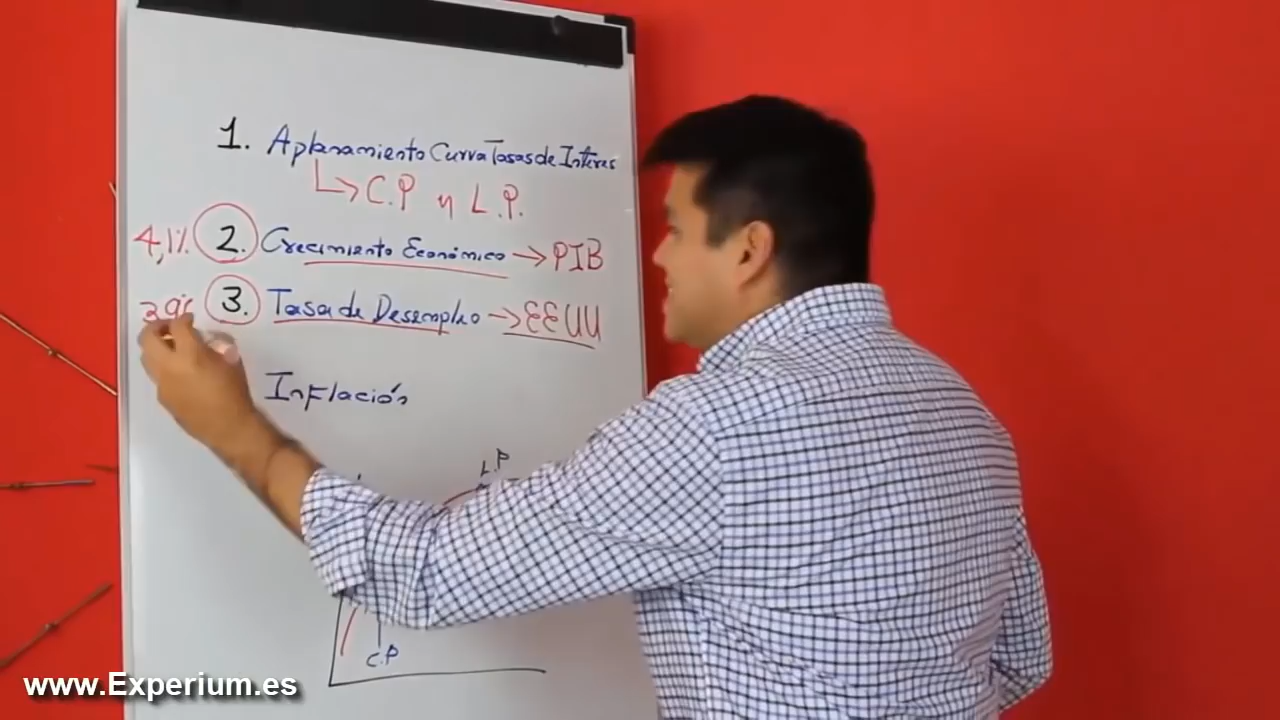 1. Aplanamiento Curva Tasas de Interes
C.P y L.P.
4,1% 2. Crecimiento Económico → PIB
3. Tasa de Desempleo → EEUU
Inflación
L.P
C.P
www.Experium.es